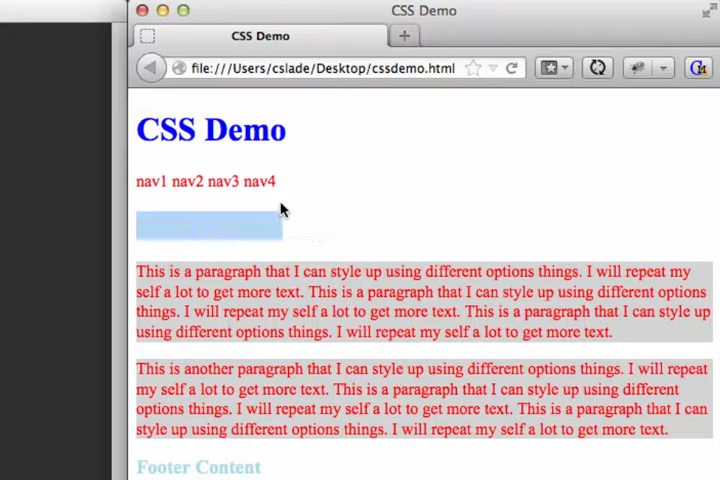 CSS Demo
CSS Demo
file:///Users/cslade/Desktop/cssdemo.html
CSS Demo
nav1 nav2 nav3 nav4
This is a paragraph that I can style up using different options things. I will repeat my
self a lot to get more text. This is a paragraph that I can style up using different options
things. I will repeat my self a lot to get more text. This is a paragraph that I can style up
using different options things. I will repeat my self a lot to get more text.
This is another paragraph that I can style up using different options things. I will repeat
my self a lot to get more text. This is a paragraph that I can style up using different
options things. I will repeat my self a lot to get more text. This is a paragraph that I can
style up using different options things. I will repeat my self a lot to get more text.
Footer Content